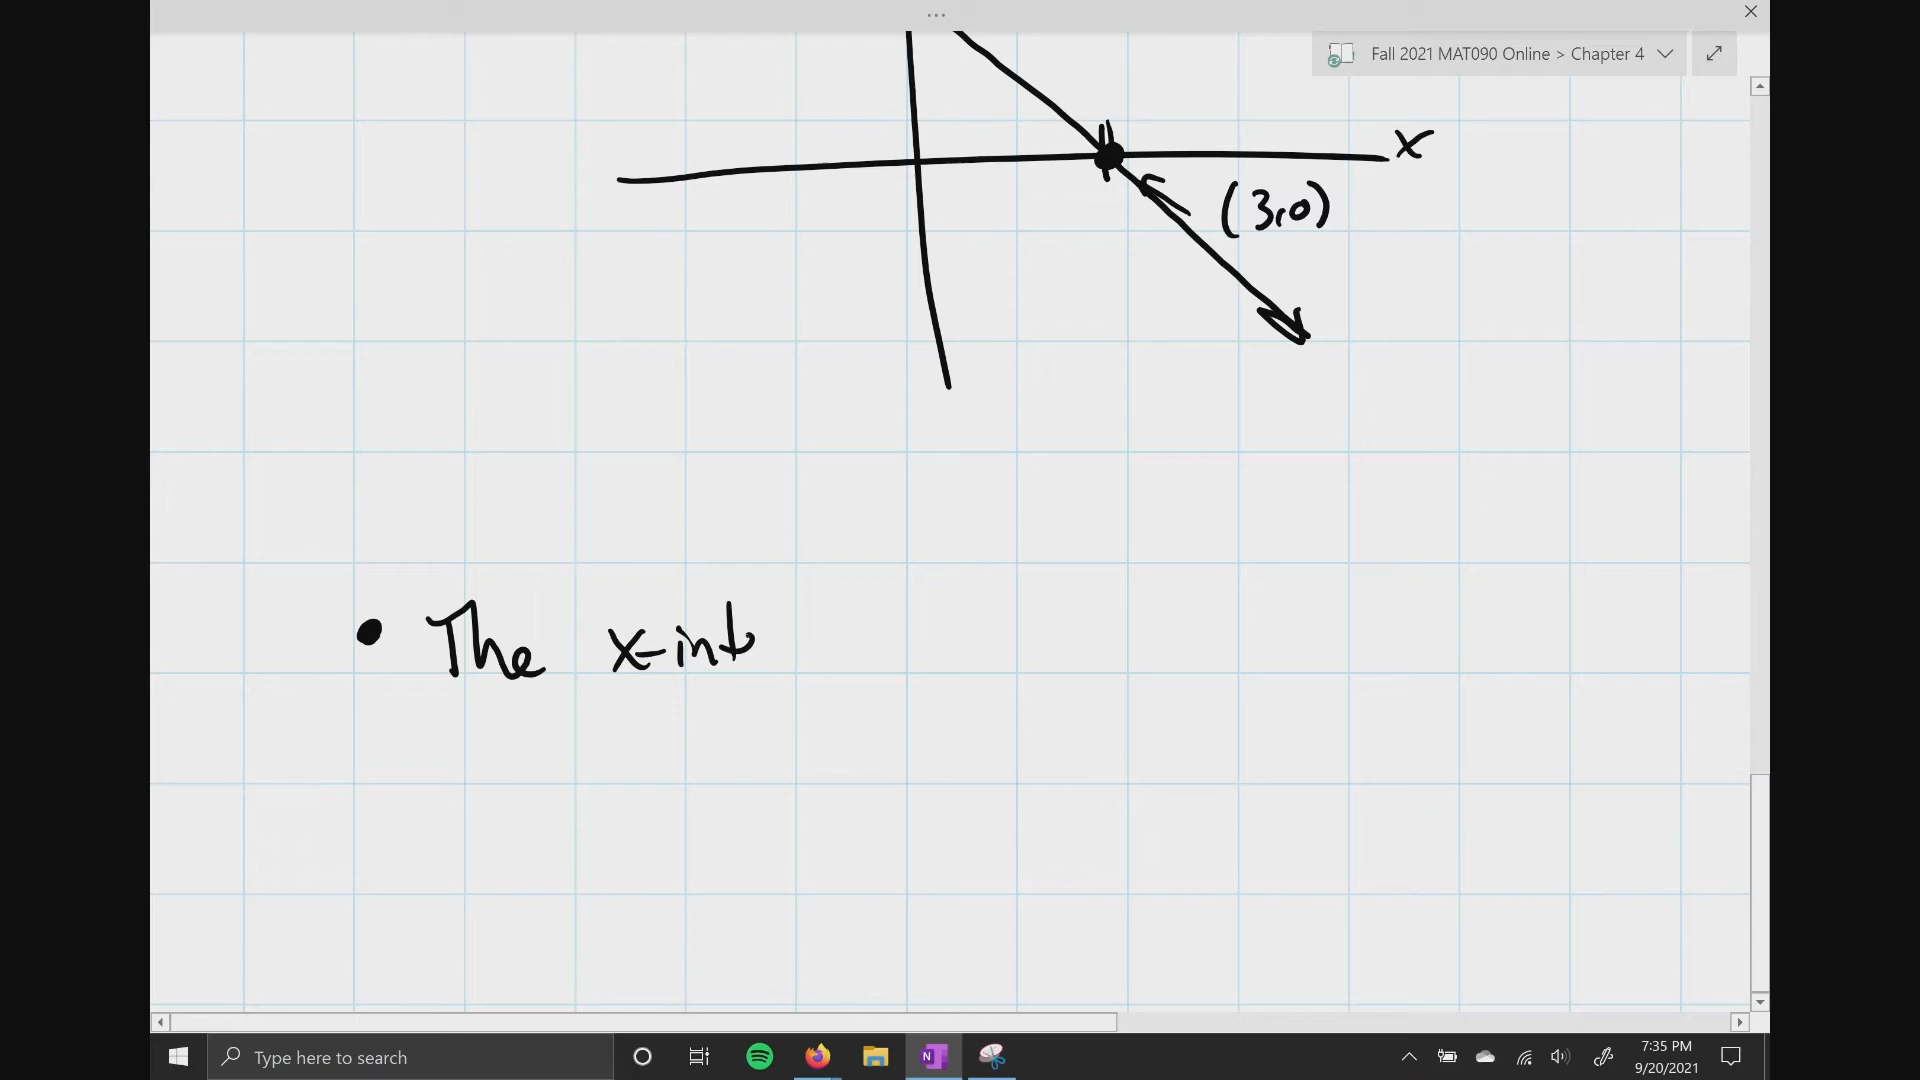 Fall 2021 MAT090 Online > Chapter 4
x
(3,0)
• The x-int
Type here to search
7:35 PM
9/20/2021